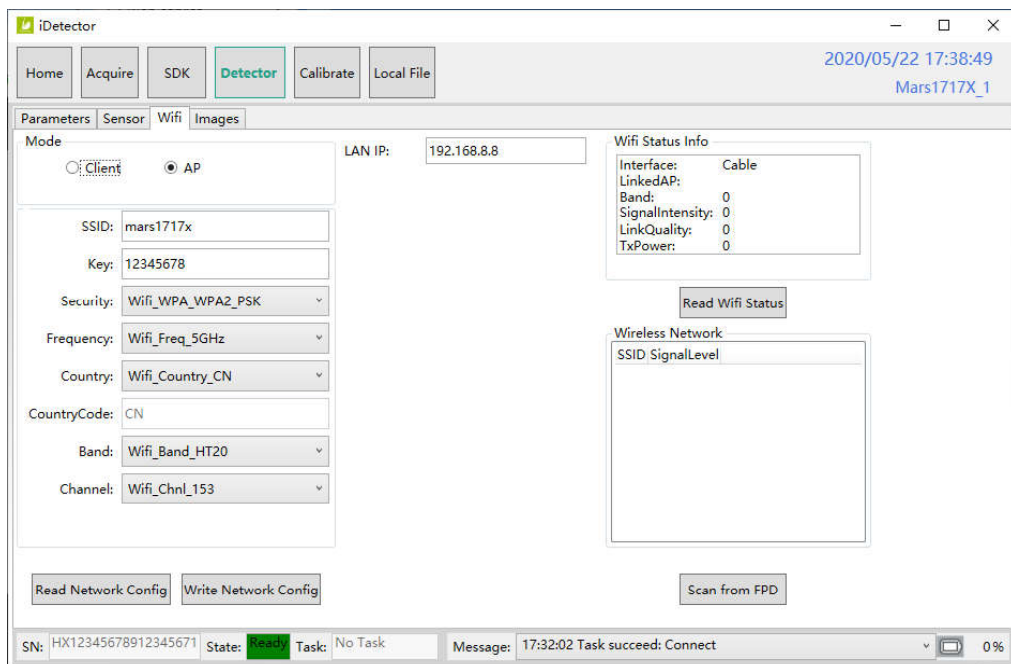 iDetector
Home Acquire SDK Detector Calibrate Local File
2020/05/22 17:38:49
Mars1717X_1
Parameters Sensor Wifi Images
Mode
Client AP
SSID: mars1717x
Key: 12345678
Security: Wifi_WPA_WPA2_PSK
Frequency: Wifi_Freq_5GHz
Country: Wifi_Country_CN
CountryCode: CN
Band: Wifi_Band_HT20
Channel: Wifi_Chnl_153
Read Network Config Write Network Config
LAN IP: 192.168.8.8
Wifi Status Info
Interface: Cable
LinkedAP:
Band: 0
SignalIntensity: 0
LinkQuality: 0
TxPower: 0
Read Wifi Status
Wireless Network
SSID SignalLevel
Scan from FPD
SN: HX12345678912345671 State: Ready Task: No Task Message: 17:32:02 Task succeed: Connect 0%